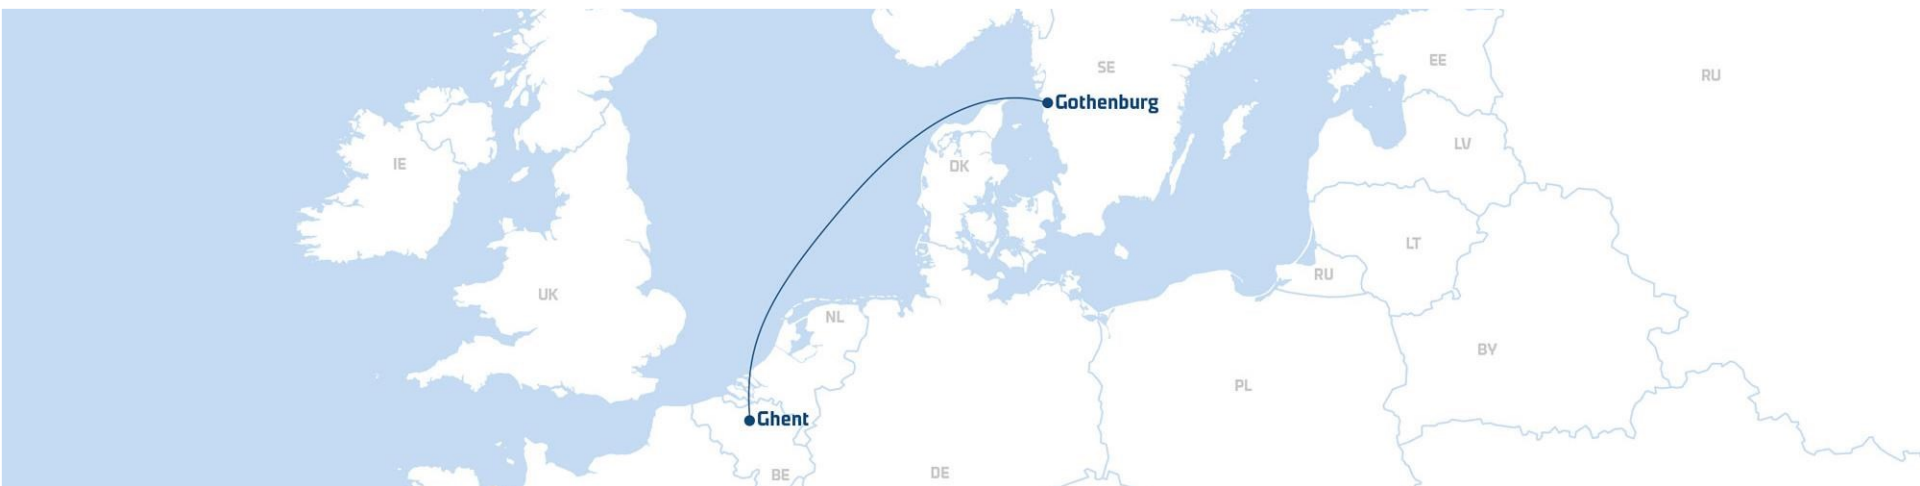 EE
SE
RU
Gothenburg
LV
IE
DK
LT
RU
UK
NL
BY
PL
Ghent
BE
DE